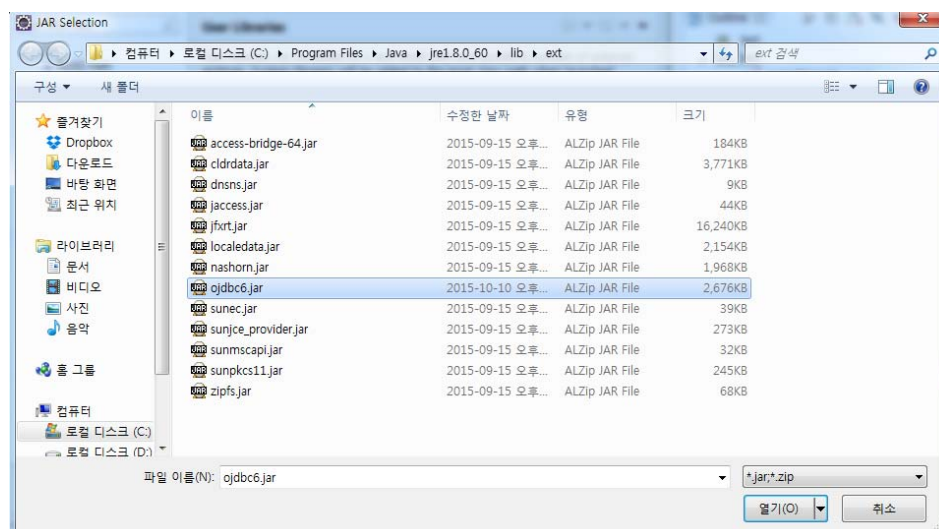 JAR Selection
컴퓨터 ▸ 로컬 디스크 (C:) ▸ Program Files ▸ Java ▸ jre1.8.0_60 ▸ lib ▸ ext
ext 검색
구성 ▼ 새 폴더
즐겨찾기
Dropbox
다운로드
바탕 화면
최근 위치
라이브러리
문서
비디오
사진
음악
홈 그룹
컴퓨터
로컬 디스크 (C:)
로컬 디스크 (D:)
이름 수정한 날짜 유형 크기
access-bridge-64.jar 2015-09-15 오후... ALZip JAR File 184KB
cldrdata.jar 2015-09-15 오후... ALZip JAR File 3,771KB
dnsns.jar 2015-09-15 오후... ALZip JAR File 9KB
jaccess.jar 2015-09-15 오후... ALZip JAR File 44KB
jfxrt.jar 2015-09-15 오후... ALZip JAR File 16,240KB
localedata.jar 2015-09-15 오후... ALZip JAR File 2,154KB
nashorn.jar 2015-09-15 오후... ALZip JAR File 1,968KB
ojdbc6.jar 2015-10-10 오후... ALZip JAR File 2,676KB
sunec.jar 2015-09-15 오후... ALZip JAR File 39KB
sunjce_provider.jar 2015-09-15 오후... ALZip JAR File 273KB
sunmscapi.jar 2015-09-15 오후... ALZip JAR File 32KB
sunpkcs11.jar 2015-09-15 오후... ALZip JAR File 245KB
zipfs.jar 2015-09-15 오후... ALZip JAR File 68KB
파일 이름(N): ojdbc6.jar
*.jar;*.zip
열기(O) 취소